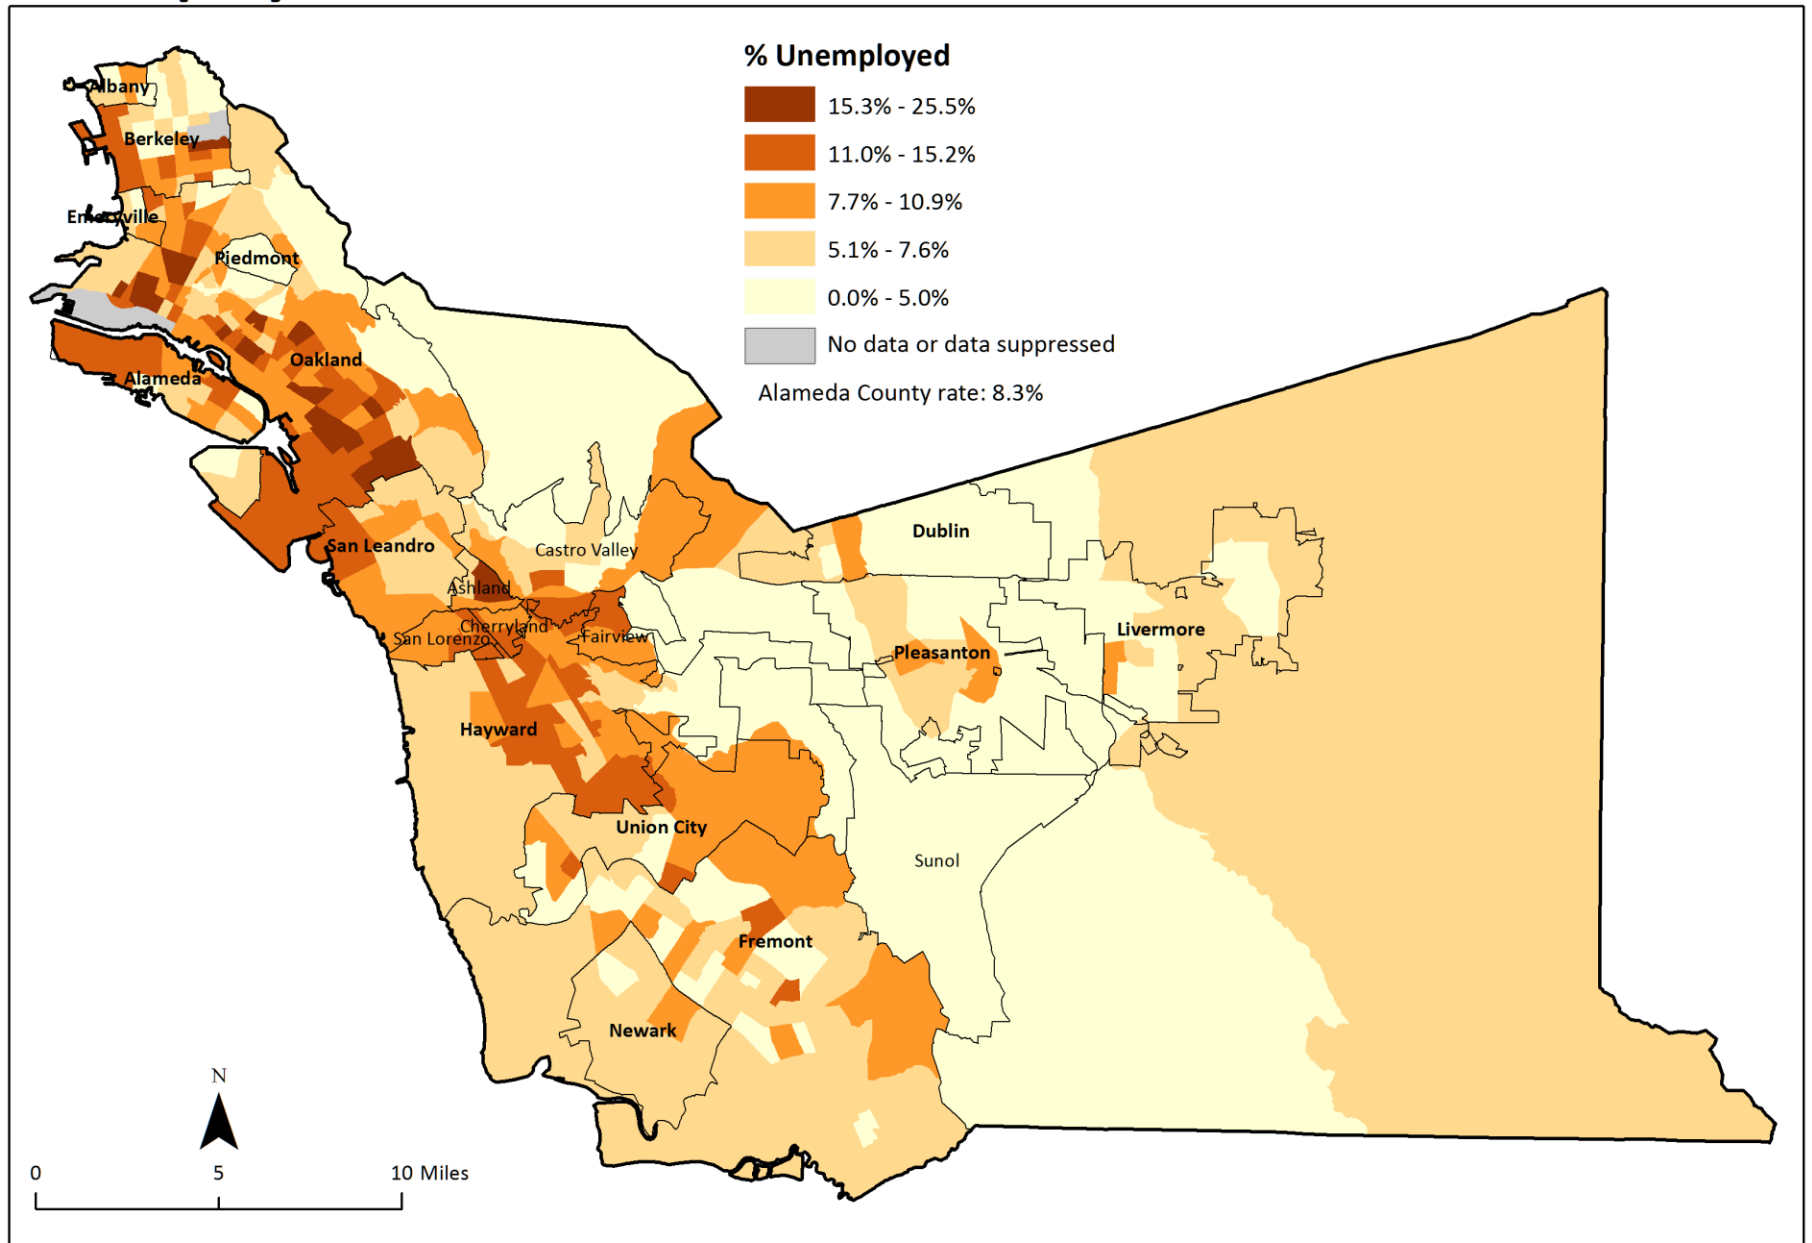 % Unemployed
15.3% - 25.5%
11.0% - 15.2%
7.7% - 10.9%
5.1% - 7.6%
0.0% - 5.0%
No data or data suppressed
Alameda County rate: 8.3%
Albany
Berkeley
Emeryville
Piedmont
Oakland
Alameda
San Leandro
Castro Valley
Dublin
Ashland
Cherryland
San Lorenzo
Fairview
Livermore
Pleasanton
Hayward
Union City
Sunol
Fremont
Newark
N
0 5 10 Miles